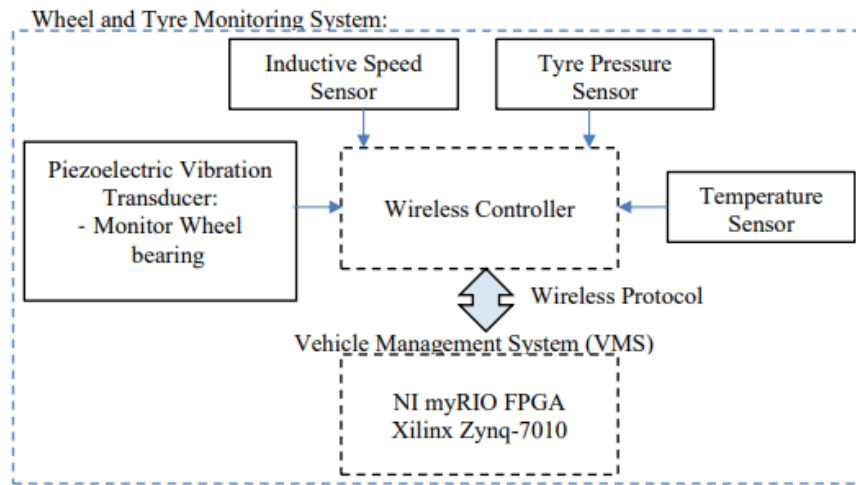 Wheel and Tyre Monitoring System:
Inductive Speed
Sensor
Tyre Pressure
Sensor
Piezoelectric Vibration
Transducer:
- Monitor Wheel
bearing
Wireless Controller
Temperature
Sensor
Wireless Protocol
Vehicle Management System (VMS)
NI myRIO FPGA
Xilinx Zynq-7010